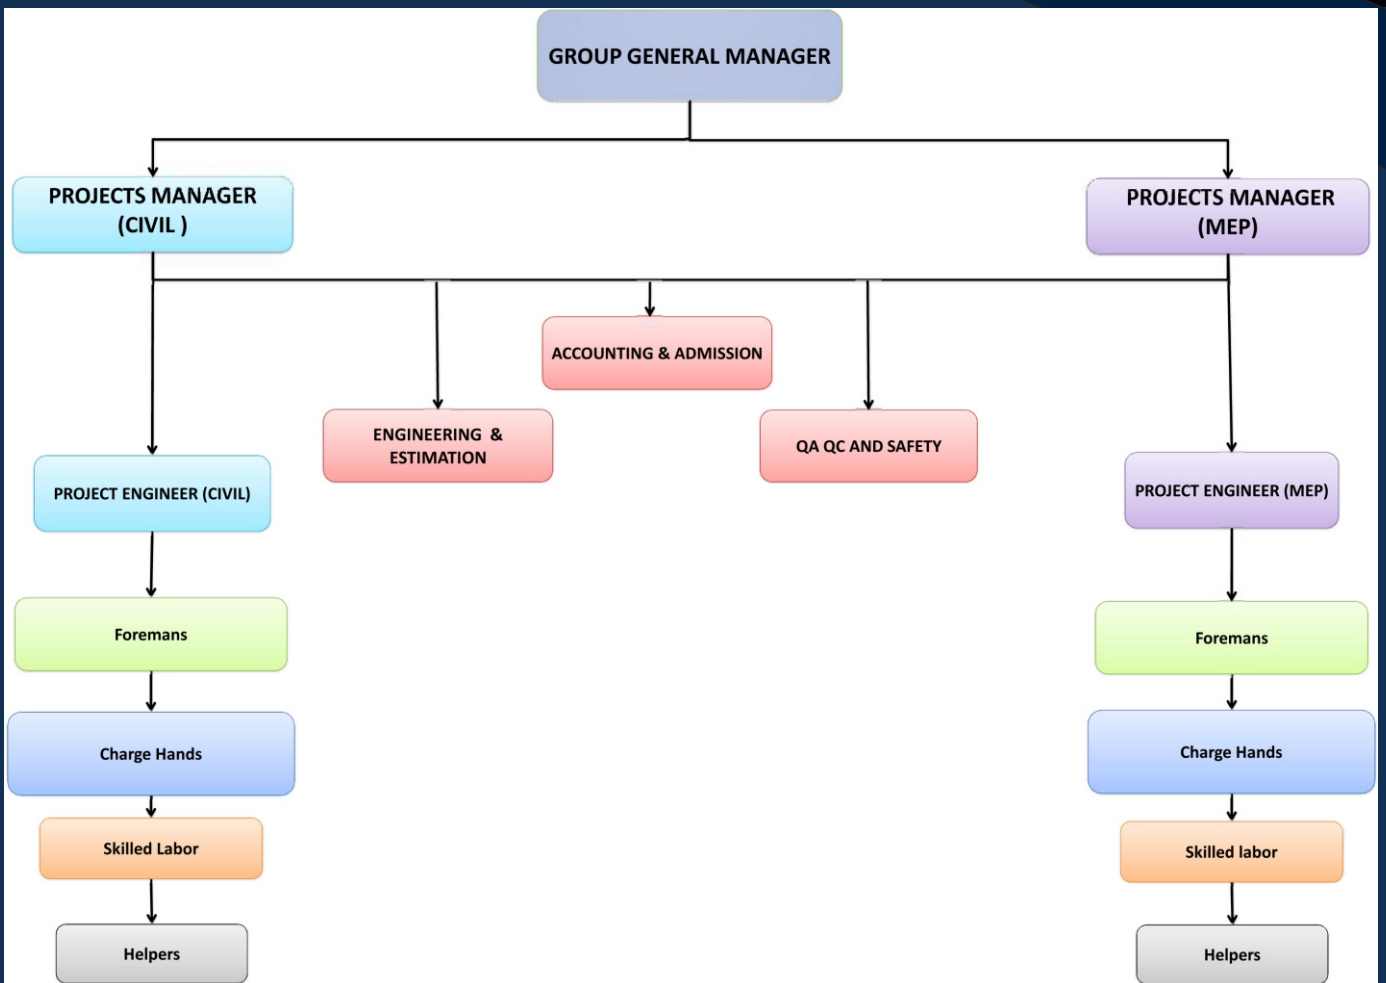 GROUP GENERAL MANAGER
PROJECTS MANAGER
(CIVIL )
PROJECTS MANAGER
(MEP)
ACCOUNTING & ADMISSION
ENGINEERING  &
ESTIMATION
QA QC AND SAFETY
PROJECT ENGINEER (CIVIL)
PROJECT ENGINEER (MEP)
Foremans
Foremans
Charge Hands
Charge Hands
Skilled Labor
Skilled labor
Helpers
Helpers